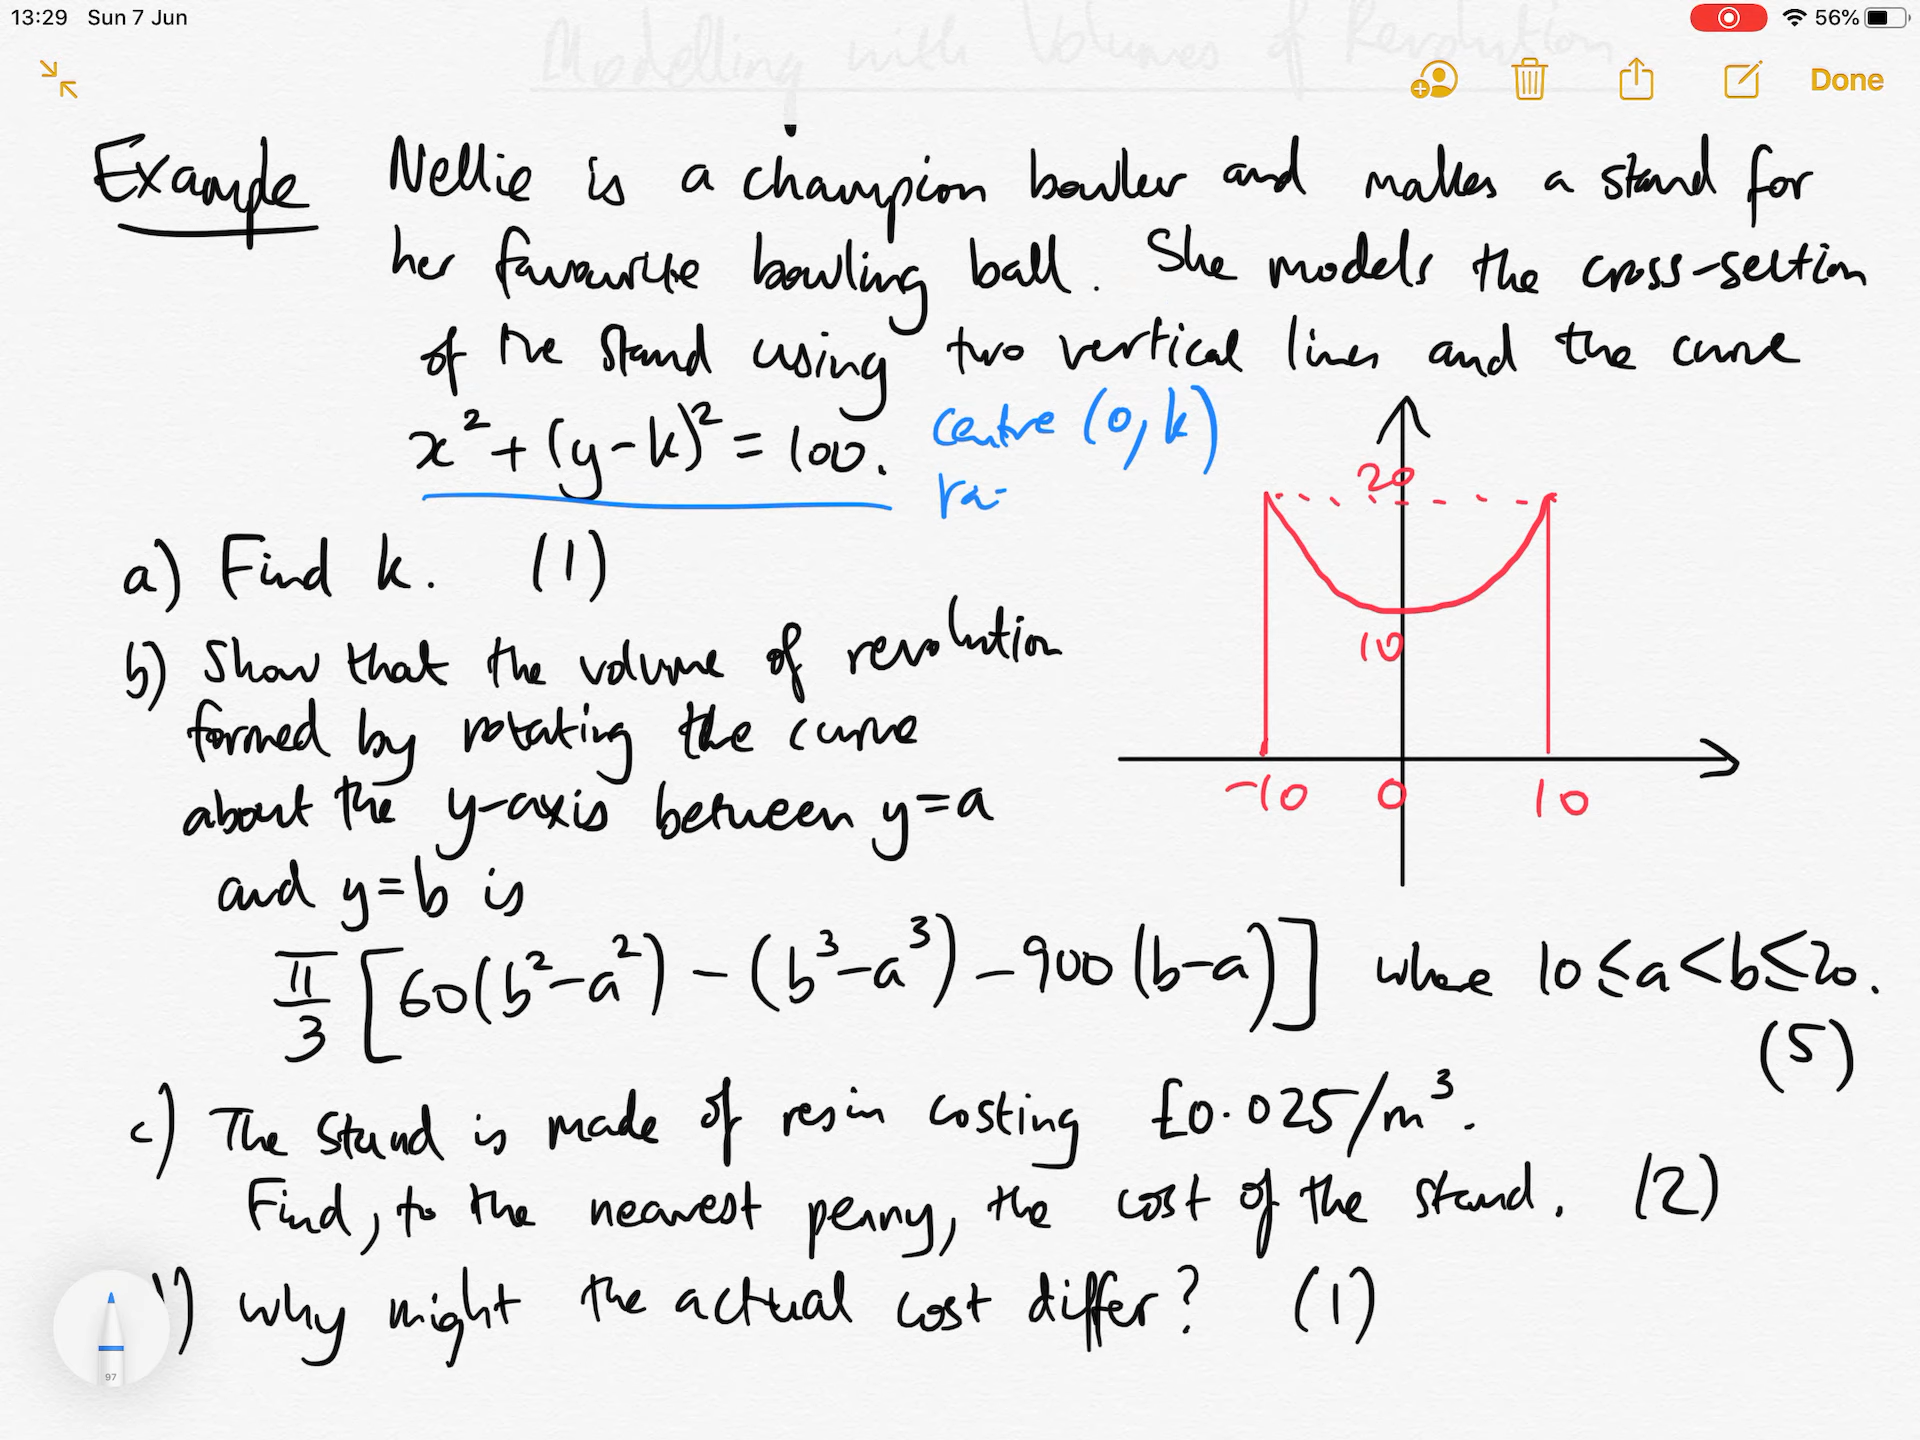 13:29 Sun 7 Jun
56%
Modelling with Volumes of Revolution
Done
Example Nellie is a champion bowler and makes a stand for
her favourite bowling ball. She models the cross-section
of the stand using two vertical lines and the curve
x² + (y-k)² = 100. centre (0, k)
ra
20
a) Find k. (1)
10
b) Show that the volume of revolution
formed by rotating the curve
-10 0 10
about the y-axis between y=a
and y=b is
π/3 [60(b²-a²) - (b³-a³) - 900(b-a)] where 10≤a<b≤20.
(5)
c) The stand is made of resin costing £0.025/m³.
Find, to the nearest penny, the cost of the stand. (2)
d) why might the actual cost differ? (1)
97